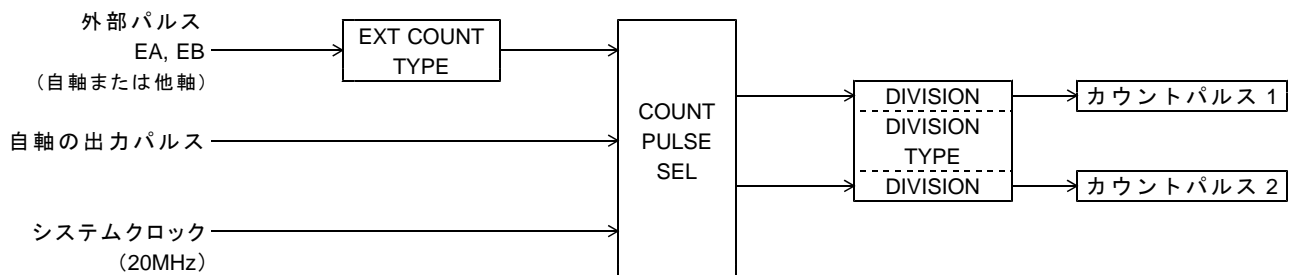 外部パルス
EA, EB
（自軸または他軸）
EXT COUNT
TYPE
自軸の出力パルス
システムクロック
（20MHz）
COUNT
PULSE
SEL
DIVISION
DIVISION
TYPE
DIVISION
カウントパルス 1
カウントパルス 2